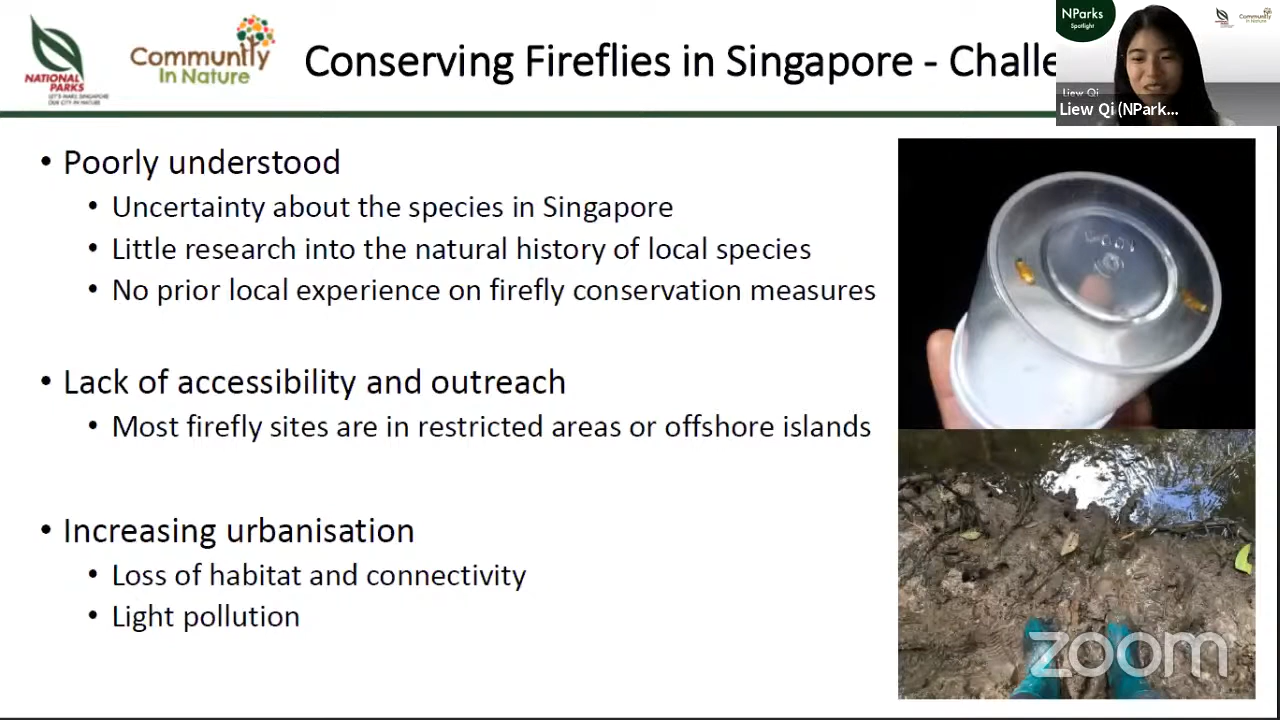 NATIONAL
PARKS
LET'S MAKE SINGAPORE
OUR CITY IN NATURE
Community
In Nature
Conserving Fireflies in Singapore - Challe
NParks
Spotlight
Community
In Nature
Liew Qi
Liew Qi (NPark...
• Poorly understood
• Uncertainty about the species in Singapore
• Little research into the natural history of local species
• No prior local experience on firefly conservation measures
• Lack of accessibility and outreach
• Most firefly sites are in restricted areas or offshore islands
• Increasing urbanisation
• Loss of habitat and connectivity
• Light pollution
zoom